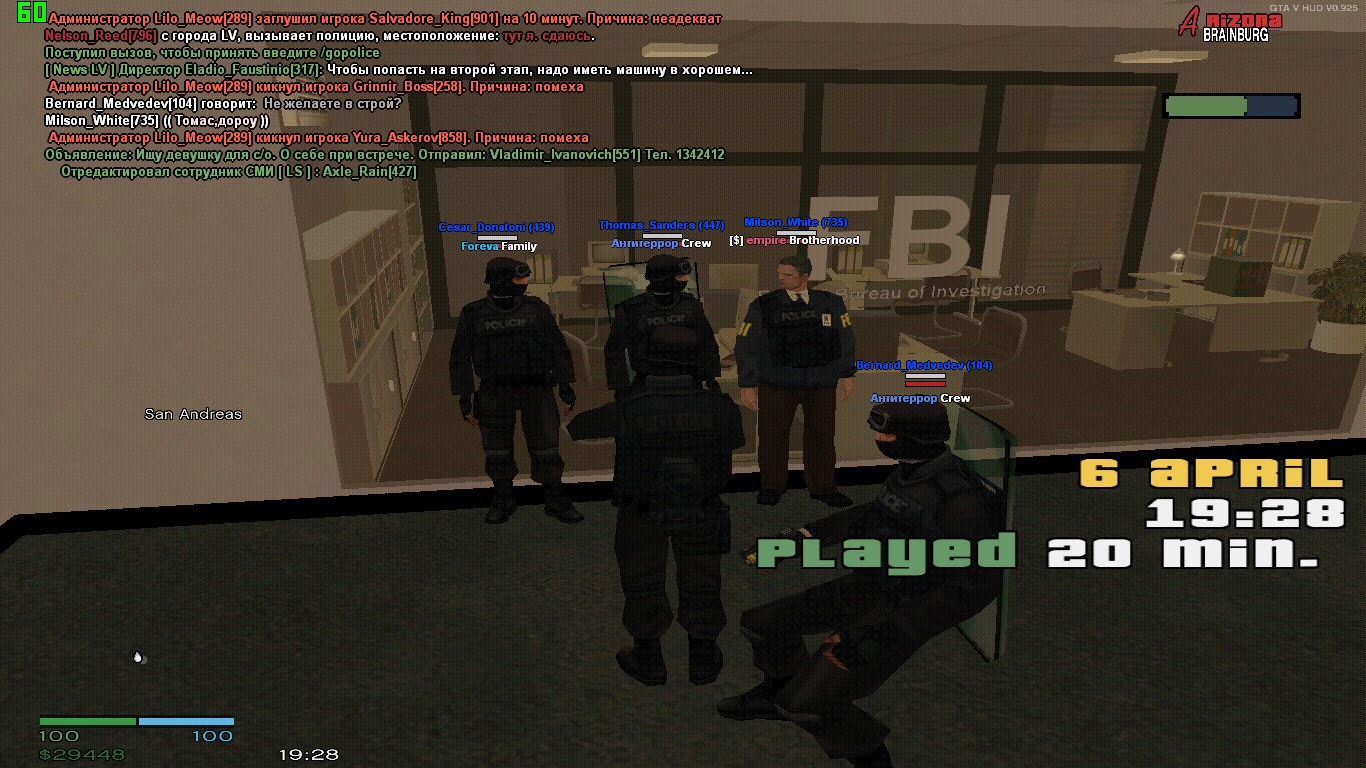 60
GTA V HUD V0.925
Администратор Lilo_Meow[289] заглушил игрока Salvadore_King[901] на 10 минут. Причина: неадекват
Nelson_Reed[796] с города LV, вызывает полицию, местоположение: тут я. сдаюсь.
Поступил вызов, чтобы принять введите /gopolice
[ News LV ] Директор Eladio_Faustinio[317]: Чтобы попасть на второй этап, надо иметь машину в хорошем...
Администратор Lilo_Meow[289] кикнул игрока Grinnir_Boss[258]. Причина: помеха
Bernard_Medvedev[104] говорит: Не желаете в строй?
Milson_White[735] (( Томас,дороу ))
Администратор Lilo_Meow[289] кикнул игрока Yura_Askerov[858]. Причина: помеха
Объявление: Ищу девушку для с/о. О себе при встрече. Отправил: Vladimir_Ivanovich[551] Тел. 1342412
Отредактировал сотрудник СМИ [ LS ] : Axle_Rain[427]
Arizona
BRAINBURG
Cesar_Donatoni (439)
Foreva Family
Thomas_Sanders (447)
Антитеррор Crew
Milson_White (735)
[$] empire Brotherhood
FBI
Bureau of Investigation
POLICE
POLICE
POLICE
POLICE
Bernard_Medvedev (104)
Антитеррор Crew
San Andreas
6 April
19:28
Played 20 min.
100
100
$29448
19:28